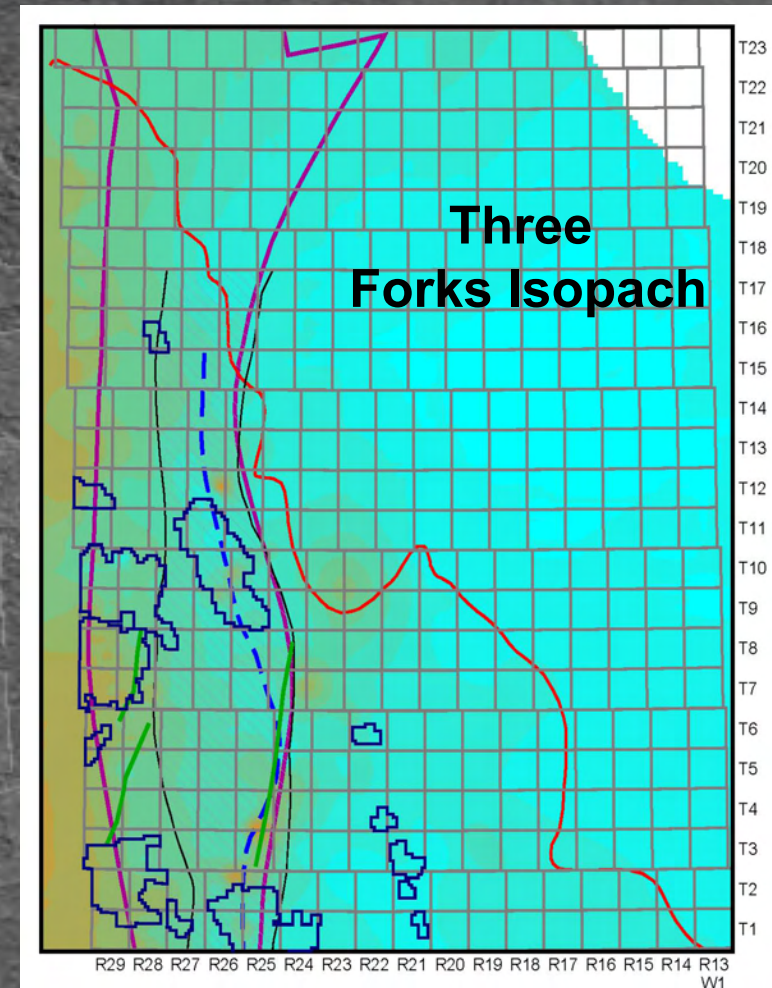 Three
Forks Isopach
T23
T22
T21
T20
T19
T18
T17
T16
T15
T14
T13
T12
T11
T10
T9
T8
T7
T6
T5
T4
T3
T2
T1
R29 R28 R27 R26 R25 R24 R23 R22 R21 R20 R19 R18 R17 R16 R15 R14 R13
W1